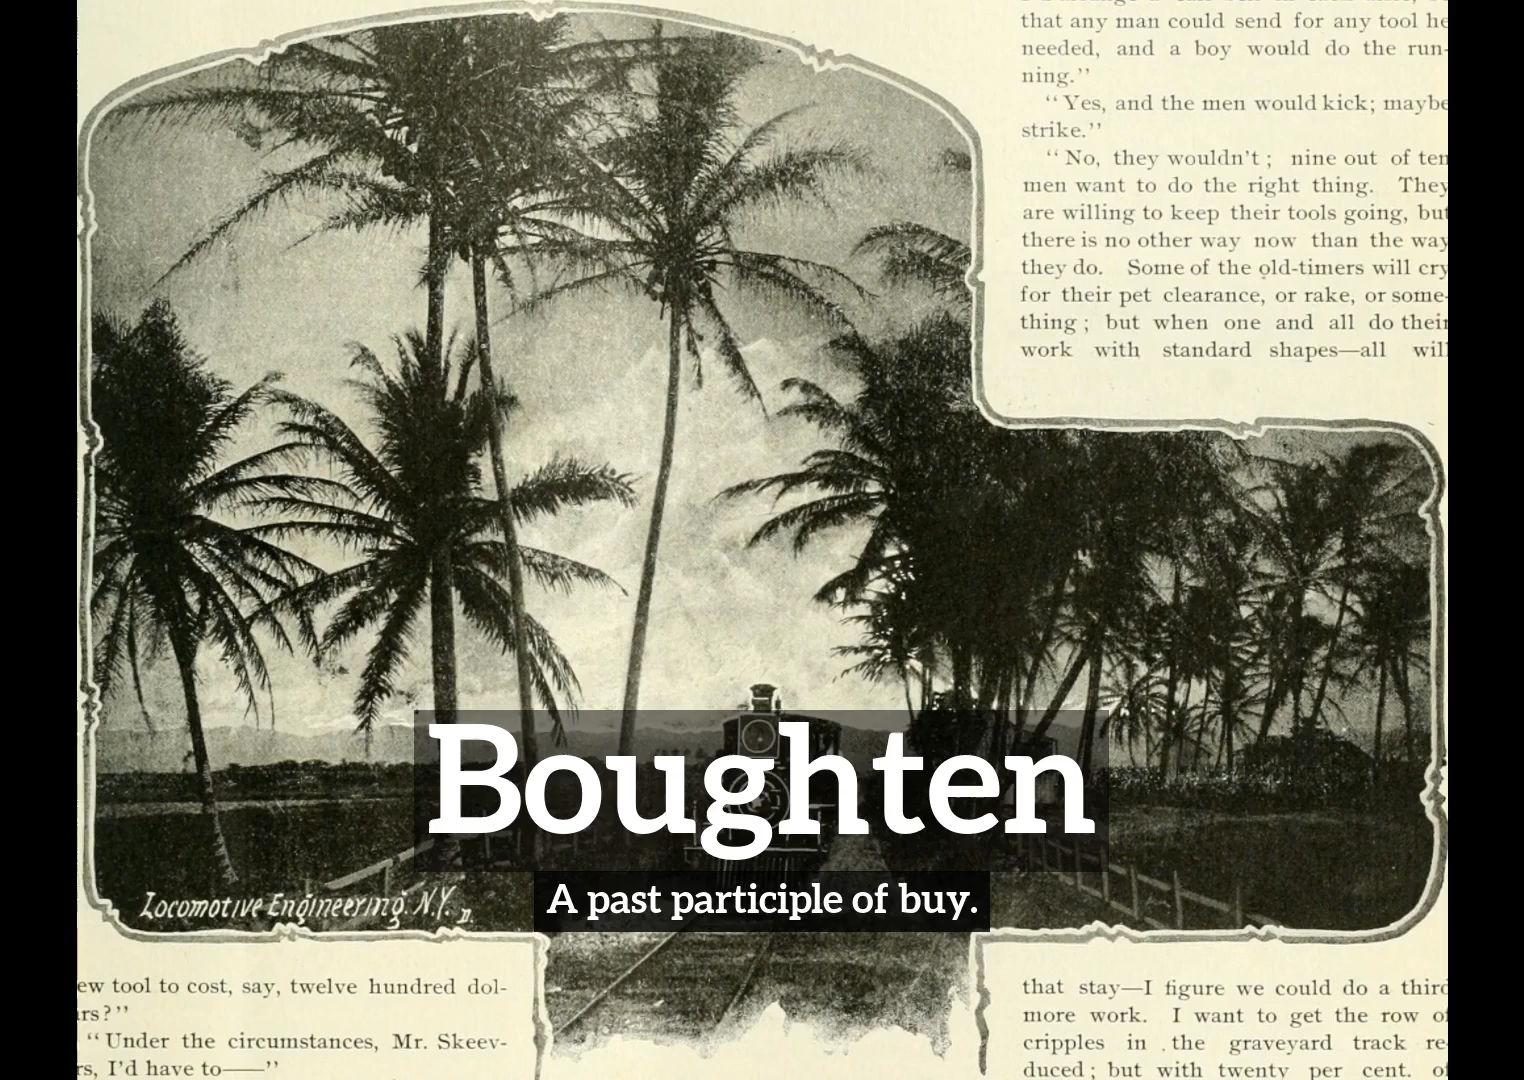 that any man could send for any tool he
needed, and a boy would do the run-
ning.”
“Yes, and the men would kick; maybe
strike.”
“No, they wouldn’t; nine out of ten
men want to do the right thing. They
are willing to keep their tools going, but
there is no other way now than the way
they do. Some of the old-timers will cry
for their pet clearance, or rake, or some-
thing; but when one and all do their
work with standard shapes—all will
Boughten
A past participle of buy.
Locomotive Engineering. N.Y.
ew tool to cost, say, twelve hundred dol-
rs?”
“Under the circumstances, Mr. Skeev-
rs, I’d have to——”
that stay—I figure we could do a third
more work. I want to get the row of
cripples in the graveyard track re-
duced; but with twenty per cent. of